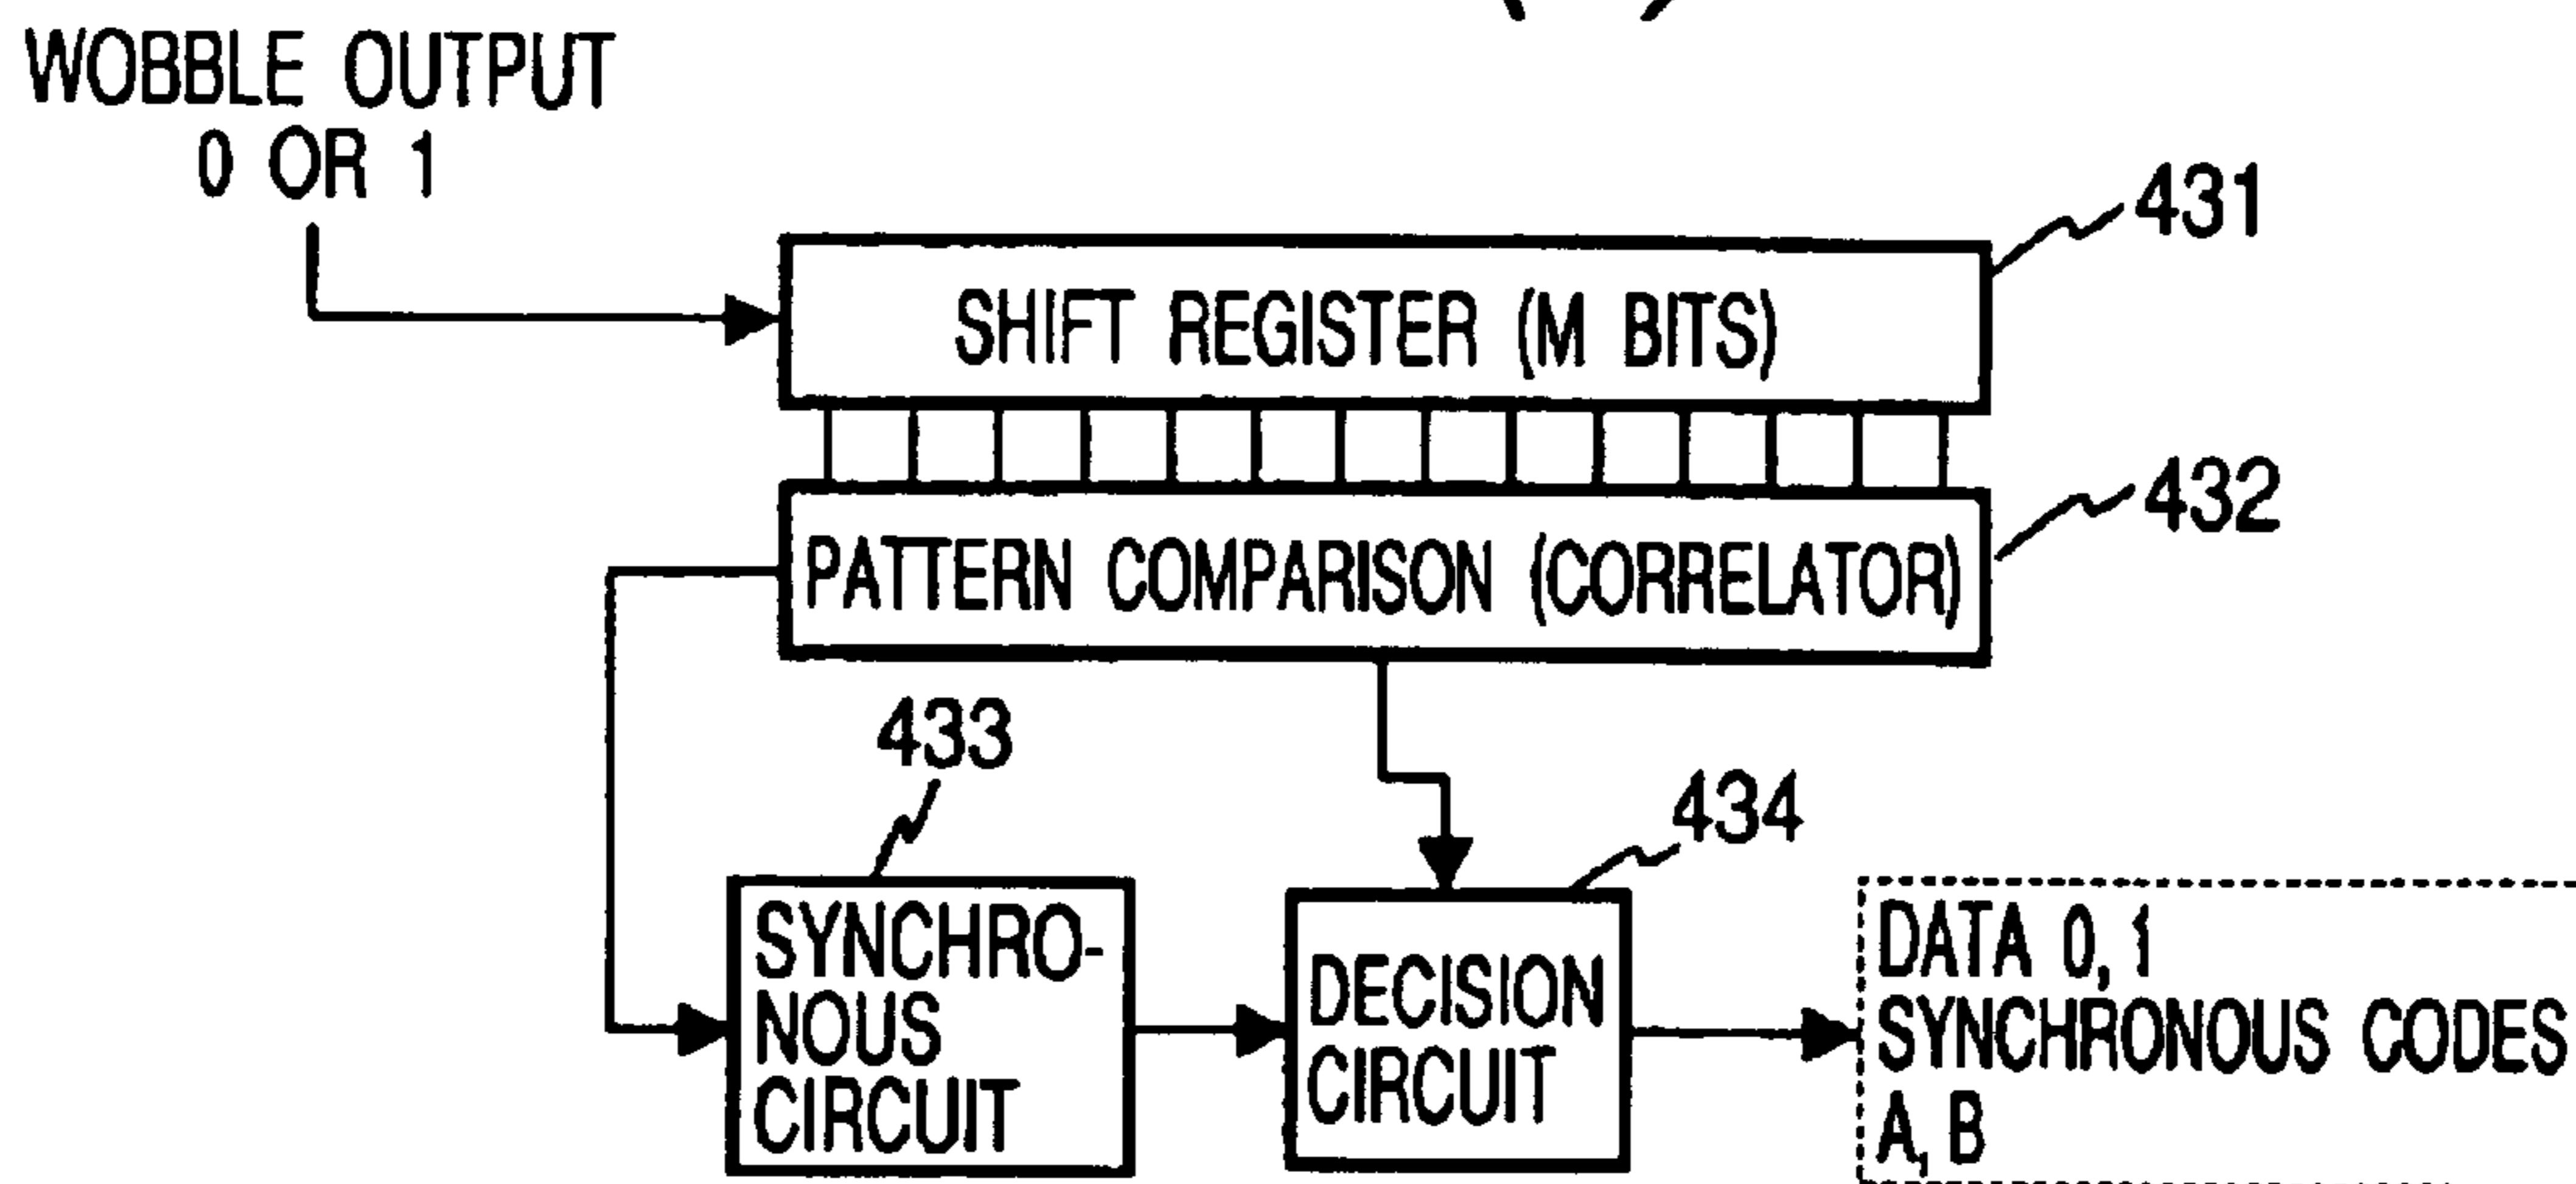 WOBBLE OUTPUT
0 OR 1
431
SHIFT REGISTER (M BITS)
432
PATTERN COMPARISON (CORRELATOR)
433
434
SYNCHRO-
NOUS
CIRCUIT
DECISION
CIRCUIT
DATA 0, 1
SYNCHRONOUS CODES
A, B